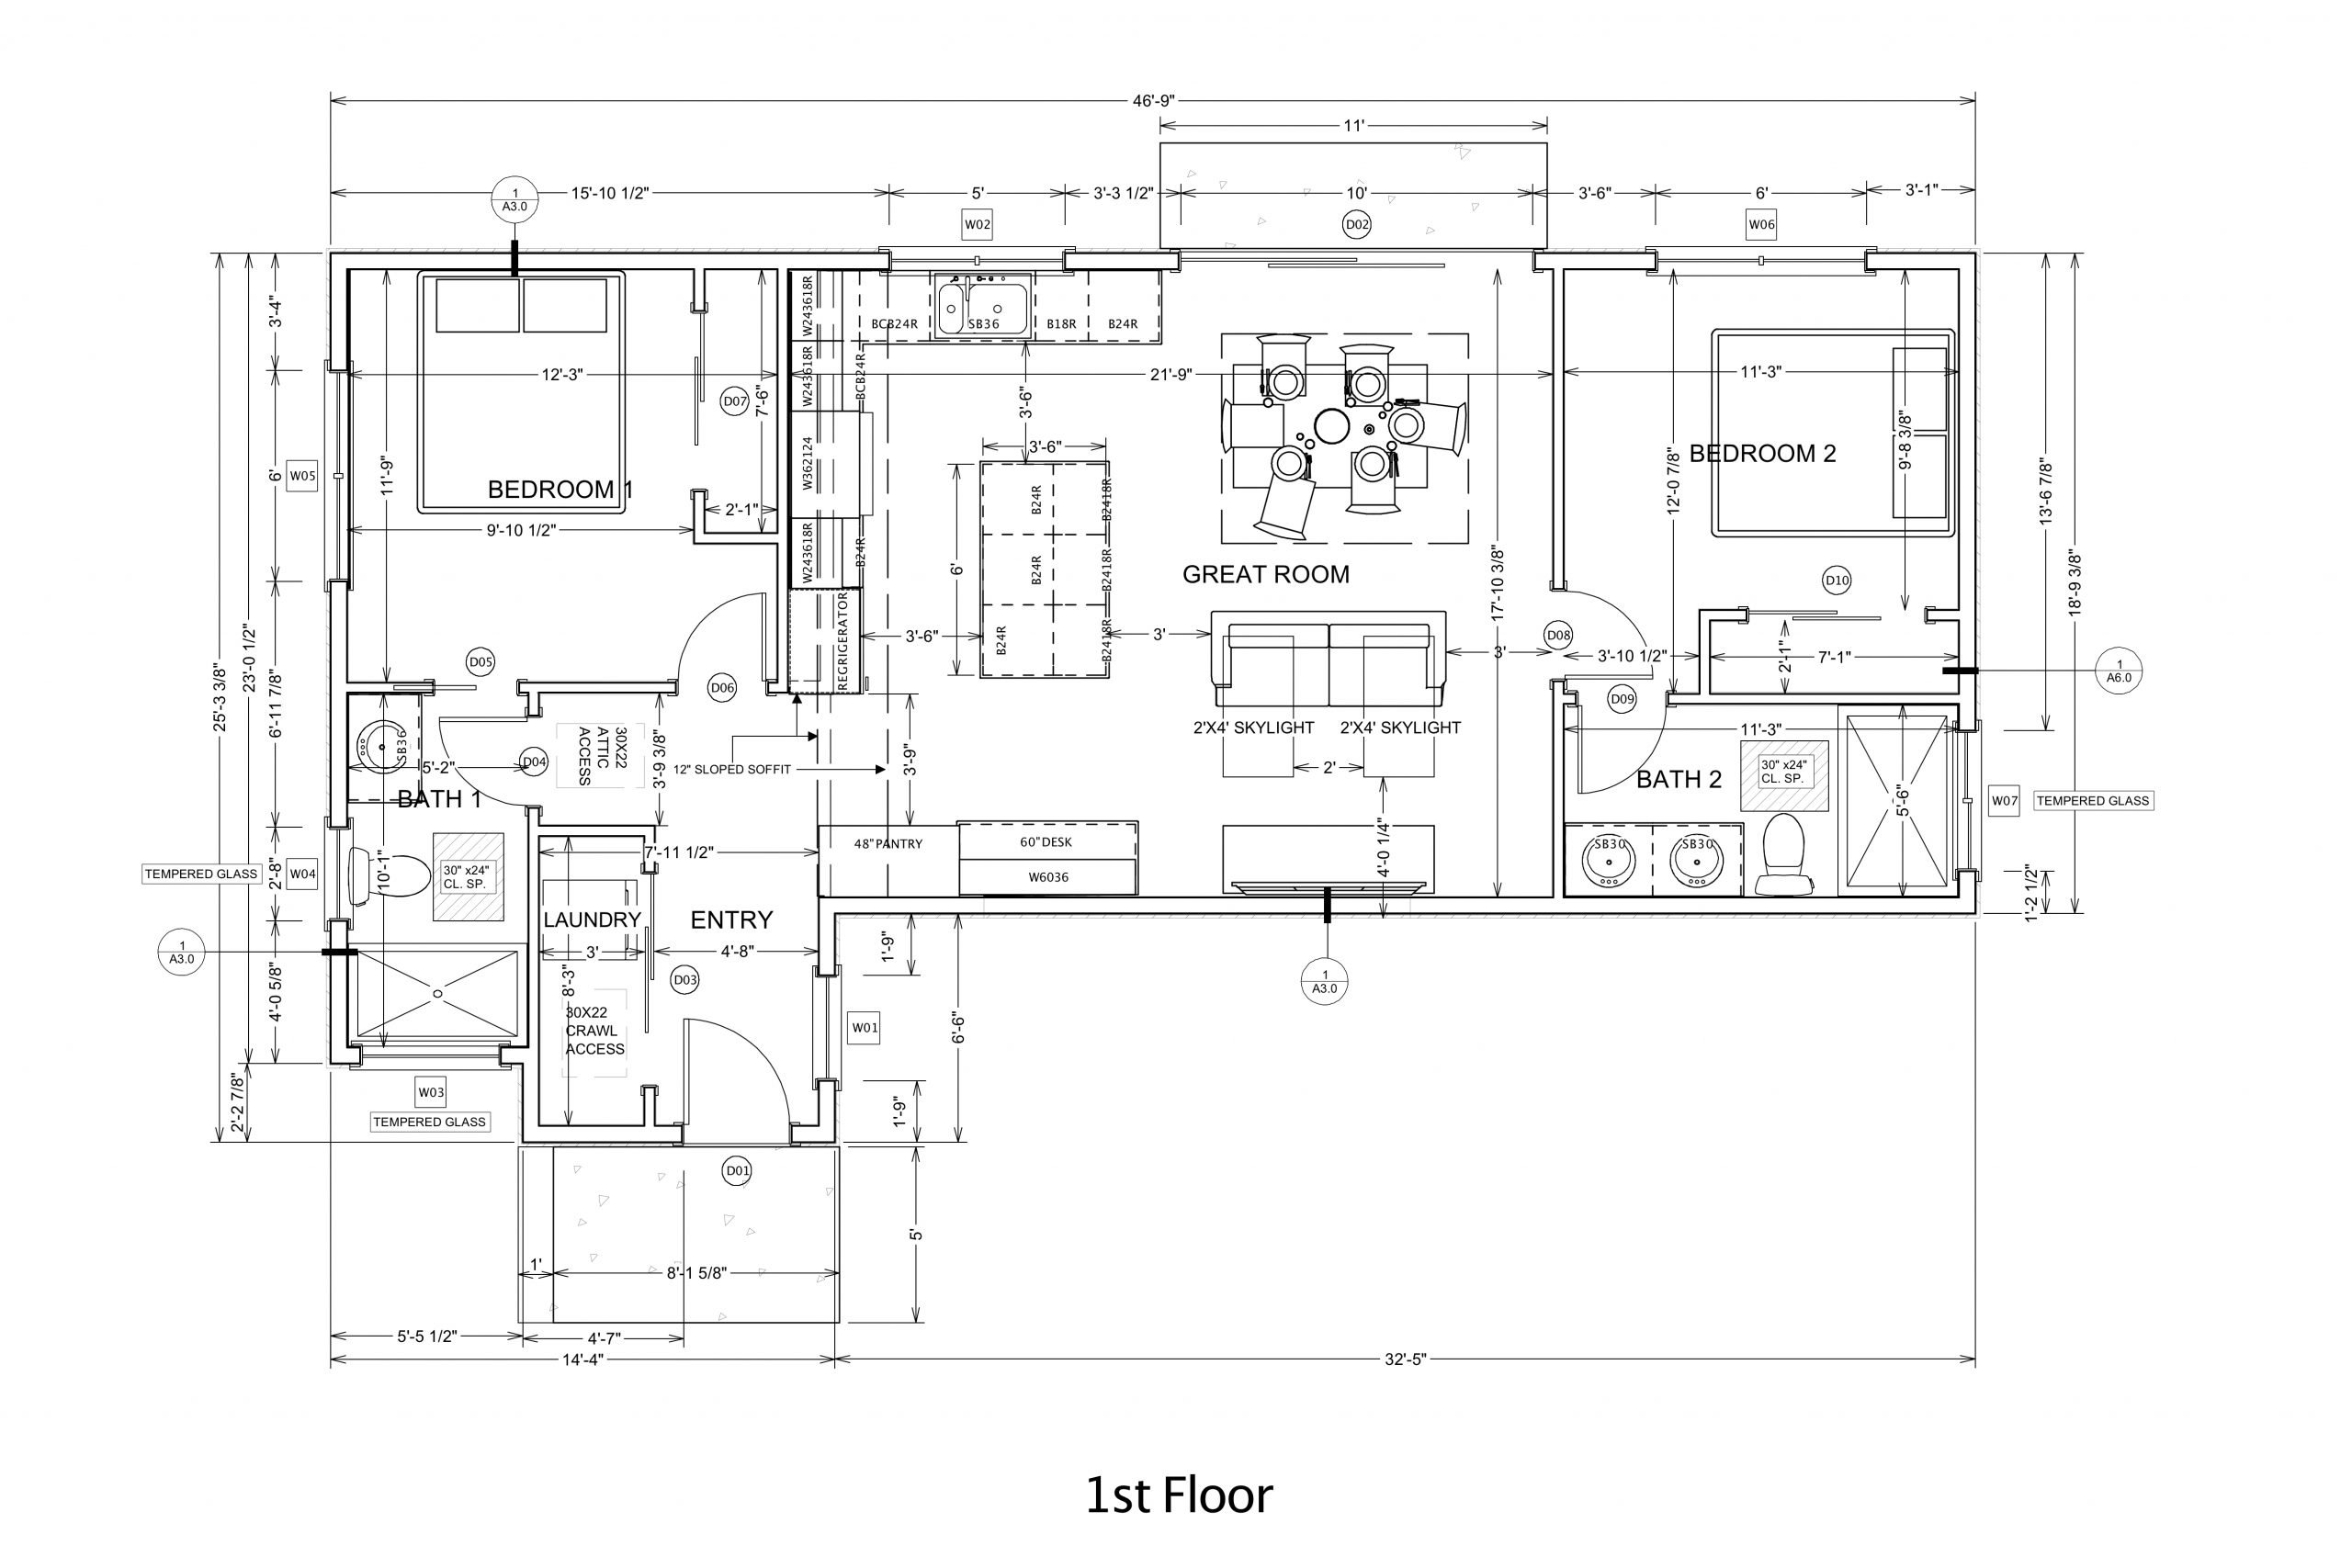 46'-9"
11'
15'-10 1/2"
5'
3'-3 1/2"
10'
3'-6"
6'
3'-1"
1
A3.0
W02
D02
W06
3'-4"
6'
W05
6'-11 7/8"
2'-8"
W04
4'-0 5/8"
23'-0 1/2"
25'-3 3/8"
2'-2 7/8"
TEMPERED GLASS
1
A3.0
12'-3"
11'-9"
BEDROOM 1
9'-10 1/2"
D07
7'-6"
2'-1"
D05
D06
W243618R
W243618R
W362124
W243618R
REGRIGERATOR
BCB24R
SB36
B18R
B24R
BCB24R
B24R
21'-9"
3'-6"
3'-6"
6'
B24R
B24R
B24R
B2418R
B2418R
B2418R
3'-6"
3'
GREAT ROOM
17'-10 3/8"
3'
2'X4' SKYLIGHT
2'X4' SKYLIGHT
2'
4'-0 1/4"
11'-3"
BEDROOM 2
12'-0 7/8"
9'-8 3/8"
D10
D08
3'-10 1/2"
2'-1"
7'-1"
D09
13'-6 7/8"
18'-9 3/8"
1
A6.0
11'-3"
BATH 2
30" x24"
CL. SP.
5'-6"
SB30
SB30
W07
TEMPERED GLASS
1'-2 1/2"
SB36
5'-2"
BATH 1
D04
30X22
ATTIC
ACCESS
3'-9 3/8"
12" SLOPED SOFFIT
3'-9"
10'-1"
30" x24"
CL. SP.
7'-11 1/2"
48"PANTRY
60"DESK
W6036
LAUNDRY
ENTRY
3'
4'-8"
8'-3"
D03
30X22
CRAWL
ACCESS
W01
1'-9"
6'-6"
1'-9"
1
A3.0
W03
TEMPERED GLASS
D01
1'
8'-1 5/8"
5'
5'-5 1/2"
4'-7"
14'-4"
32'-5"
1st Floor